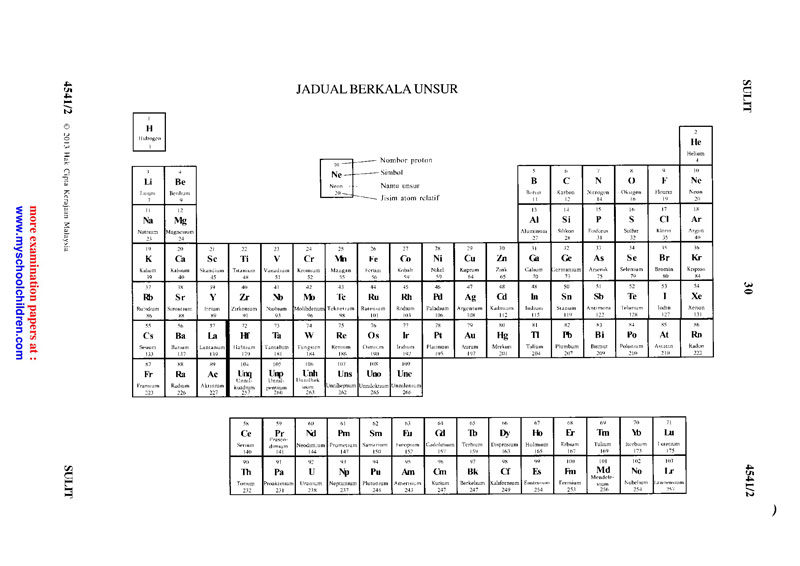 JADUAL BERKALA UNSUR
SULIT
30
4541/2
4541/2 © 2013 Hak Cipta Kerajaan Malaysia
SULIT
more examination papers at :
www.myschoolchildren.com
10 Nombor proton
Ne Simbol
Neon Nama unsur
20 Jisim atom relatif
1 2
H He
Hidrogen Helium
1 4
3 4 5 6 7 8 9 10
Li Be B C N O F Ne
Litium Berilium Boron Karbon Nitrogen Oksigen Fluorin Neon
7 9 11 12 14 16 19 20
11 12 13 14 15 16 17 18
Na Mg Al Si P S Cl Ar
Natrium Magnesium Aluminium Silikon Fosforus Sulfur Klorin Argon
23 24 27 28 31 32 35 40
19 20 21 22 23 24 25 26 27 28 29 30 31 32 33 34 35 36
K Ca Sc Ti V Cr Mn Fe Co Ni Cu Zn Ga Ge As Se Br Kr
Kalium Kalsium Skandium Titanium Vanadium Kromium Mangan Ferum Kobalt Nikel Kuprum Zink Galium Germanium Arsenik Selenium Bromin Kripton
39 40 45 48 51 52 55 56 59 59 64 65 70 73 75 79 80 84
37 38 39 40 41 42 43 44 45 46 47 48 49 50 51 52 53 54
Rb Sr Y Zr Nb Mo Tc Ru Rh Pd Ag Cd In Sn Sb Te I Xe
Rubidium Strontium Itrium Zirkonium Niobium Molibdenum Teknetium Rutenium Rodium Paladium Argentum Kadmium Indium Stanum Antimoni Telurium Iodin Xenon
86 88 89 91 93 96 98 101 103 106 108 112 115 119 122 128 127 131
55 56 57 72 73 74 75 76 77 78 79 80 81 82 83 84 85 86
Cs Ba La Hf Ta W Re Os Ir Pt Au Hg Tl Pb Bi Po At Rn
Sesium Barium Lantanum Hafnium Tantalum Tungsten Renium Osmium Iridium Platinum Aurum Merkuri Talium Plumbum Bismut Polonium Astatin Radon
133 137 139 179 181 184 186 190 192 195 197 201 204 207 209 210 210 222
87 88 89 104 105 106 107 108 109
Fr Ra Ac Unq Unp Unh Uns Uno Une
Fransium Radium Aktinium Unnilkuadium Unnilpentium Unnilheksium Unnilseptium Unniloktium Unnilenium
223 226 227 257 260 263 262 265 266
58 59 60 61 62 63 64 65 66 67 68 69 70 71
Ce Pr Nd Pm Sm Eu Gd Tb Dy Ho Er Tm Yb Lu
Serium Praseodimium Neodimium Prometium Samarium Europium Gadolinium Terbium Disprosium Holmium Erbium Tulium Iterbium Lutetium
140 141 144 147 150 152 157 159 163 165 167 169 173 175
90 91 92 93 94 95 96 97 98 99 100 101 102 103
Th Pa U Np Pu Am Cm Bk Cf Es Fm Md No Lr
Torium Protaktinium Uranium Neptunium Plutonium Amerisium Kurium Berkelium Kalifornium Einsteinium Fermium Mendelevium Nobelium Lawrensium
232 231 238 237 244 243 247 247 249 254 253 256 254 257
SULIT
4541/2